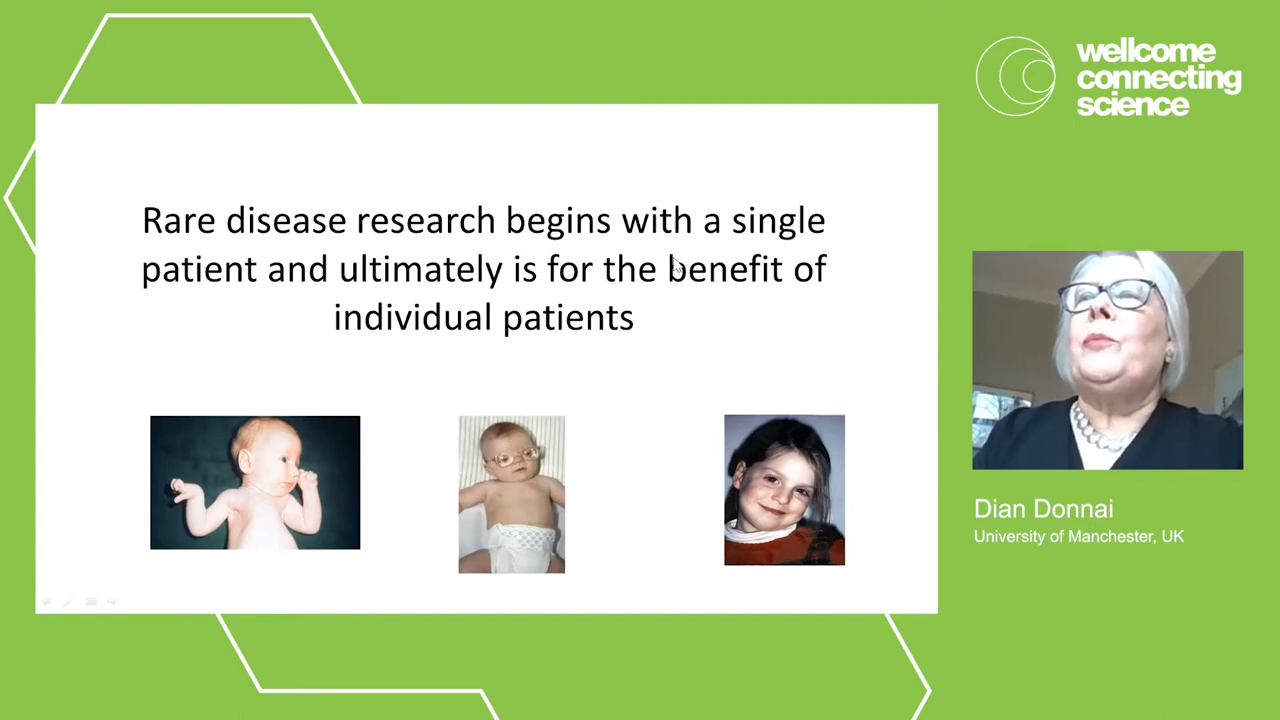 wellcome
connecting
science
Rare disease research begins with a single
patient and ultimately is for the benefit of
individual patients
Dian Donnai
University of Manchester, UK